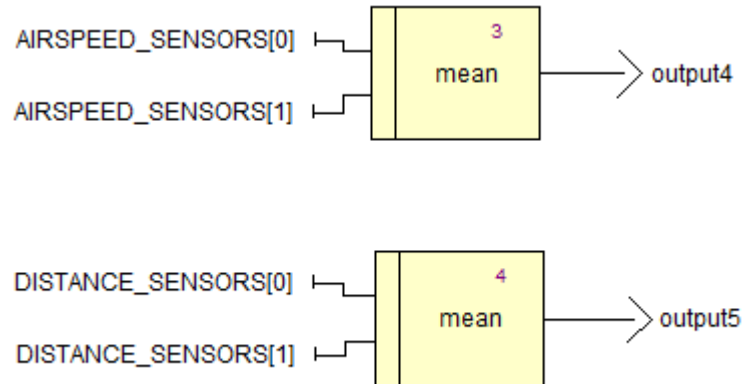 AIRSPEED_SENSORS[0]
3
mean
output4
AIRSPEED_SENSORS[1]
DISTANCE_SENSORS[0]
4
mean
output5
DISTANCE_SENSORS[1]